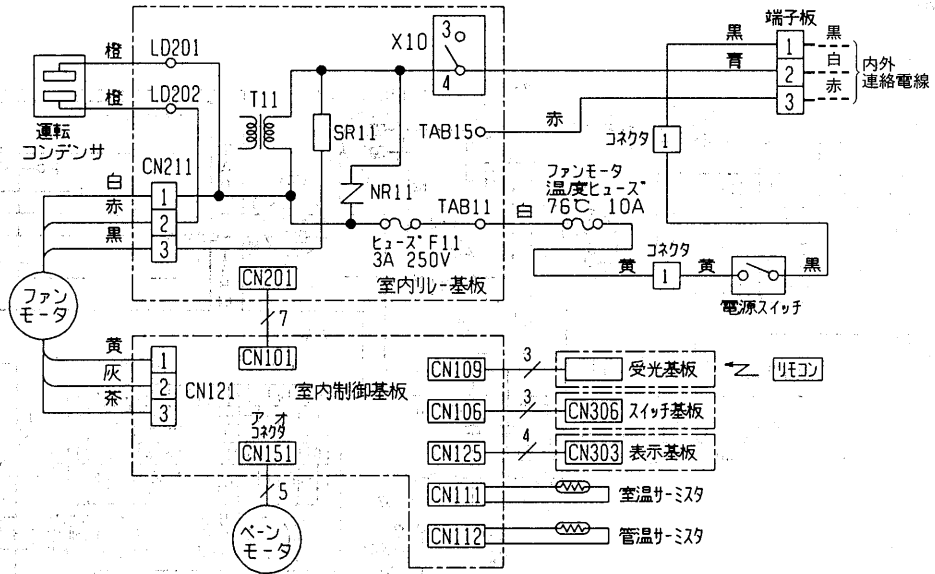 橙 LD201
橙 LD202
運転
コンデンサ
T11
SR11
NR11
X10
3
4
TAB15
TAB11
CN211
1
2
3
白
赤
黒
ヒューズ F11
3A 250V
室内リレー基板
CN201
7
CN101
ファン
モータ
黄
灰
茶
1
2
3
CN121
室内制御基板
アオ
コネクタ
CN151
5
ベーン
モータ
端子板
黒
青
赤
1
2
3
黒
白
赤
内外
連絡電線
コネクタ 1
ファンモータ
温度ヒューズ
76℃ 10A
白
黄
コネクタ
1
黄
黒
電源スイッチ
CN109 3 受光基板
リモコン
CN106 3 CN306 スイッチ基板
CN125 4 CN303 表示基板
CN111 室温サーミスタ
CN112 管温サーミスタ